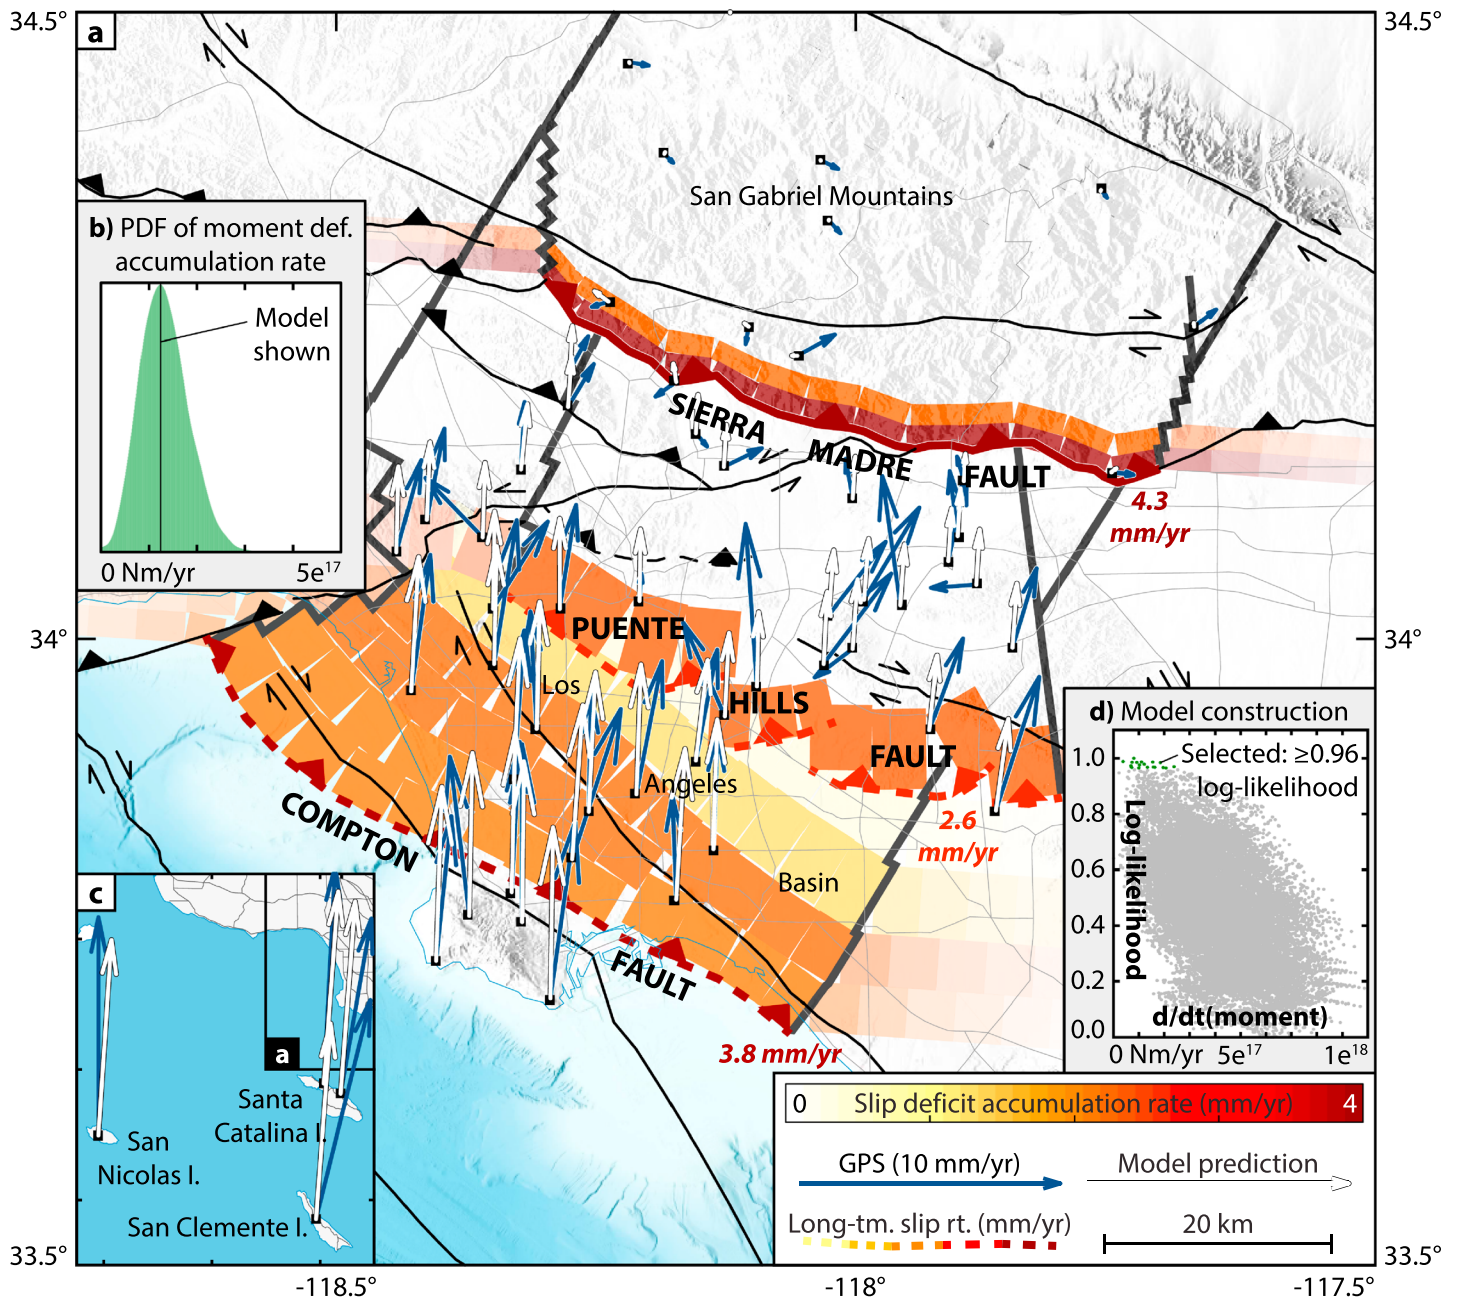 34.5°
34.5°
a
San Gabriel Mountains
b) PDF of moment def.
accumulation rate
Model
shown
0 Nm/yr
5e17
SIERRA
MADRE
FAULT
4.3
mm/yr
34°
34°
PUENTE
HILLS
FAULT
2.6
mm/yr
Los
Angeles
Basin
COMPTON
FAULT
3.8 mm/yr
d) Model construction
Selected: ≥0.96
log-likelihood
1.0
0.8
0.6
0.4
0.2
0.0
Log-likelihood
d/dt(moment)
0 Nm/yr
5e17
1e18
c
a
Santa
Catalina I.
San
Nicolas I.
San Clemente I.
0
Slip deficit accumulation rate (mm/yr)
4
GPS (10 mm/yr)
Model prediction
Long-tm. slip rt. (mm/yr)
20 km
33.5°
33.5°
-118.5°
-118°
-117.5°